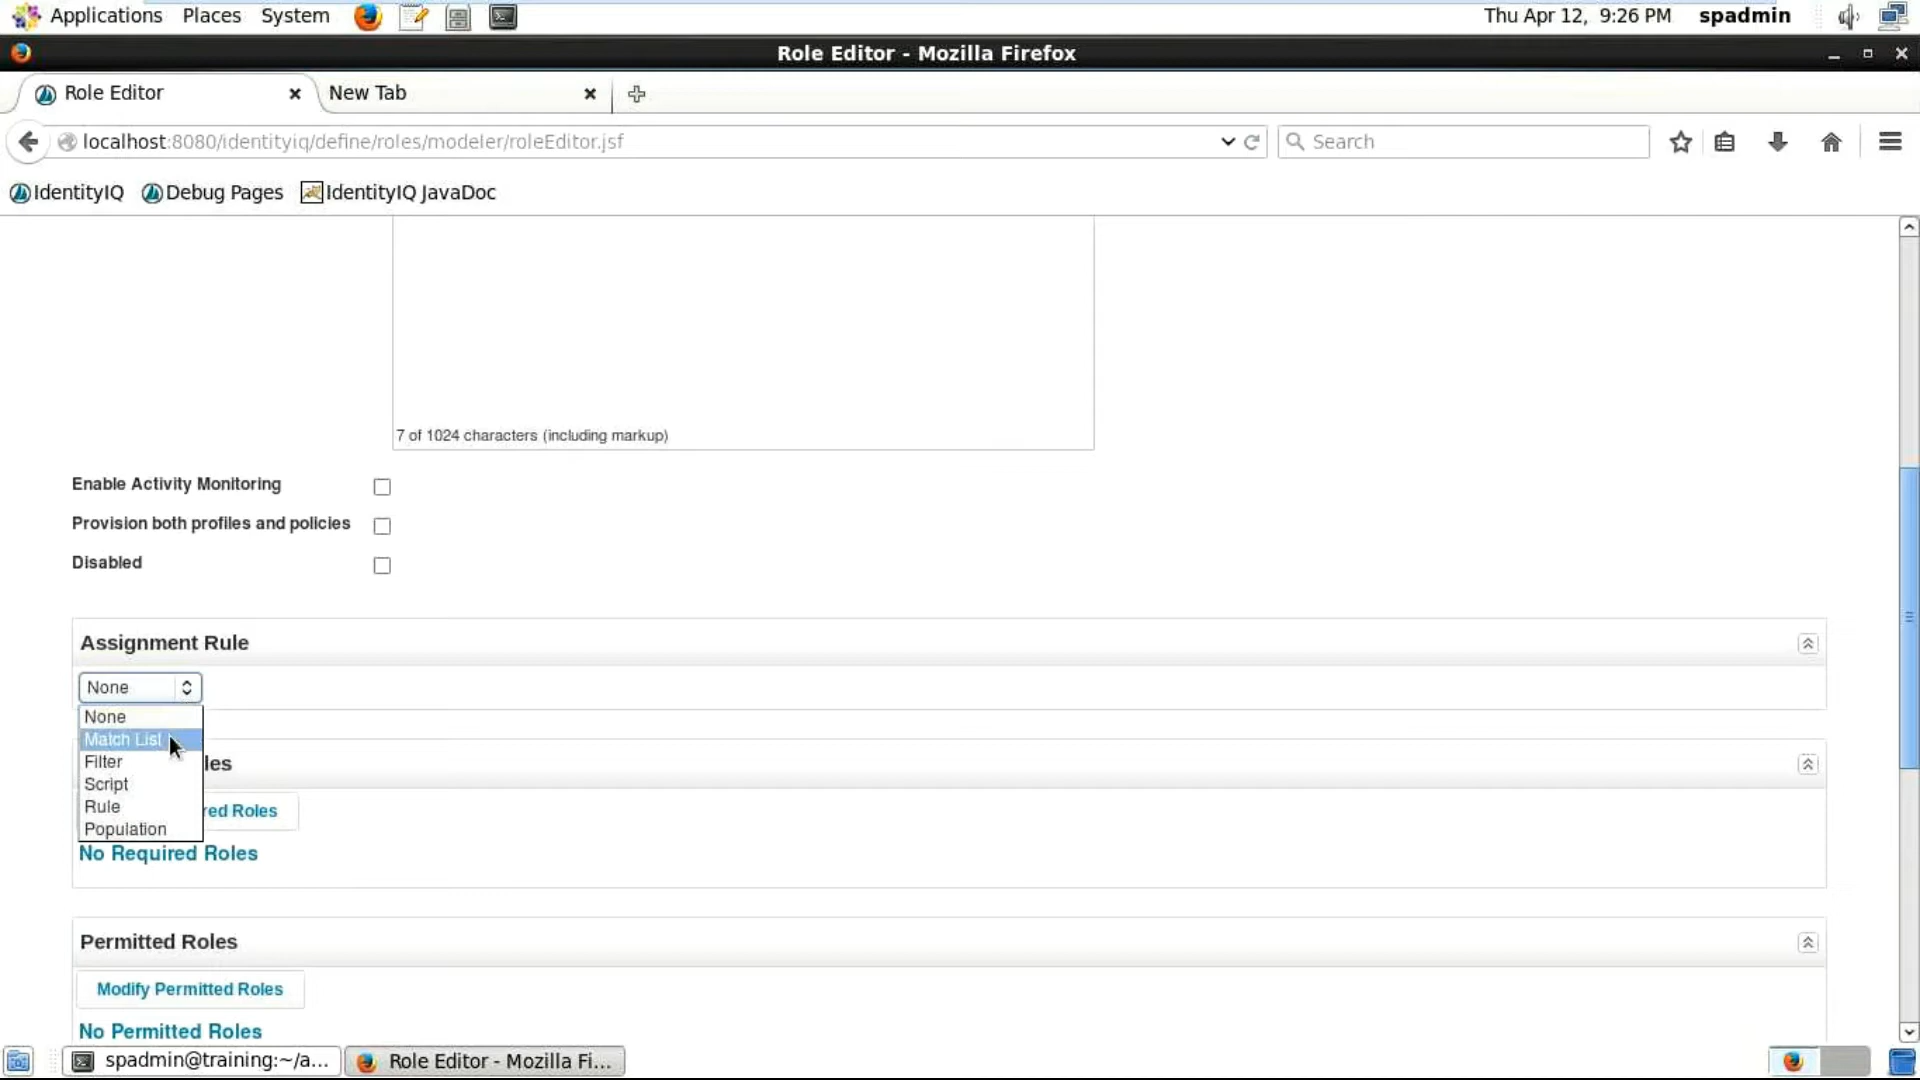 Applications Places System Thu Apr 12, 9:26 PM spadmin
Role Editor - Mozilla Firefox
Role Editor New Tab
localhost:8080/identityiq/define/roles/modeler/roleEditor.jsf Search
IdentityIQ Debug Pages IdentityIQ JavaDoc
7 of 1024 characters (including markup)
Enable Activity Monitoring
Provision both profiles and policies
Disabled
Assignment Rule
None
None
Match List
Filter
Script
Rule
Population
les
red Roles
No Required Roles
Permitted Roles
Modify Permitted Roles
No Permitted Roles
spadmin@training:~/a... Role Editor - Mozilla Fi...